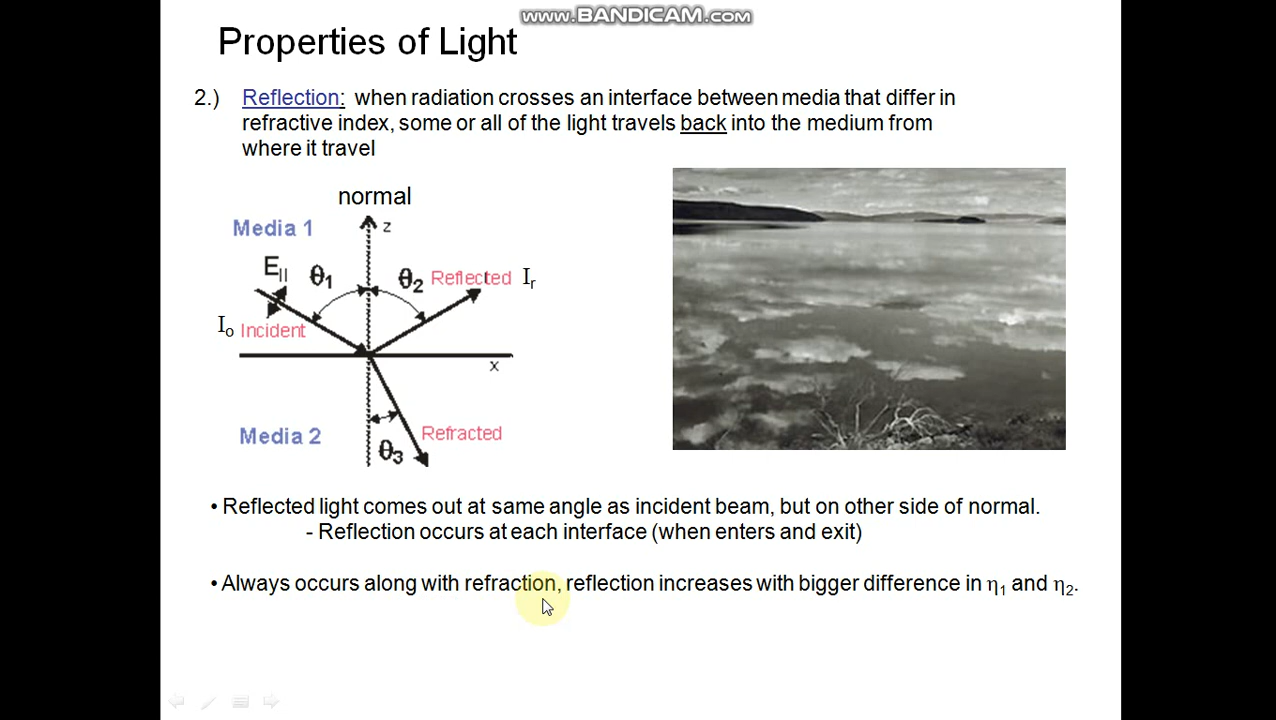 www.BANDICAM.com
Properties of Light
2.) Reflection: when radiation crosses an interface between media that differ in
refractive index, some or all of the light travels back into the medium from
where it travel
normal
Media 1
z
E||
θ1
θ2
Reflected
Ir
Io
Incident
x
Media 2
Refracted
θ3
• Reflected light comes out at same angle as incident beam, but on other side of normal.
- Reflection occurs at each interface (when enters and exit)
• Always occurs along with refraction, reflection increases with bigger difference in η1 and η2.